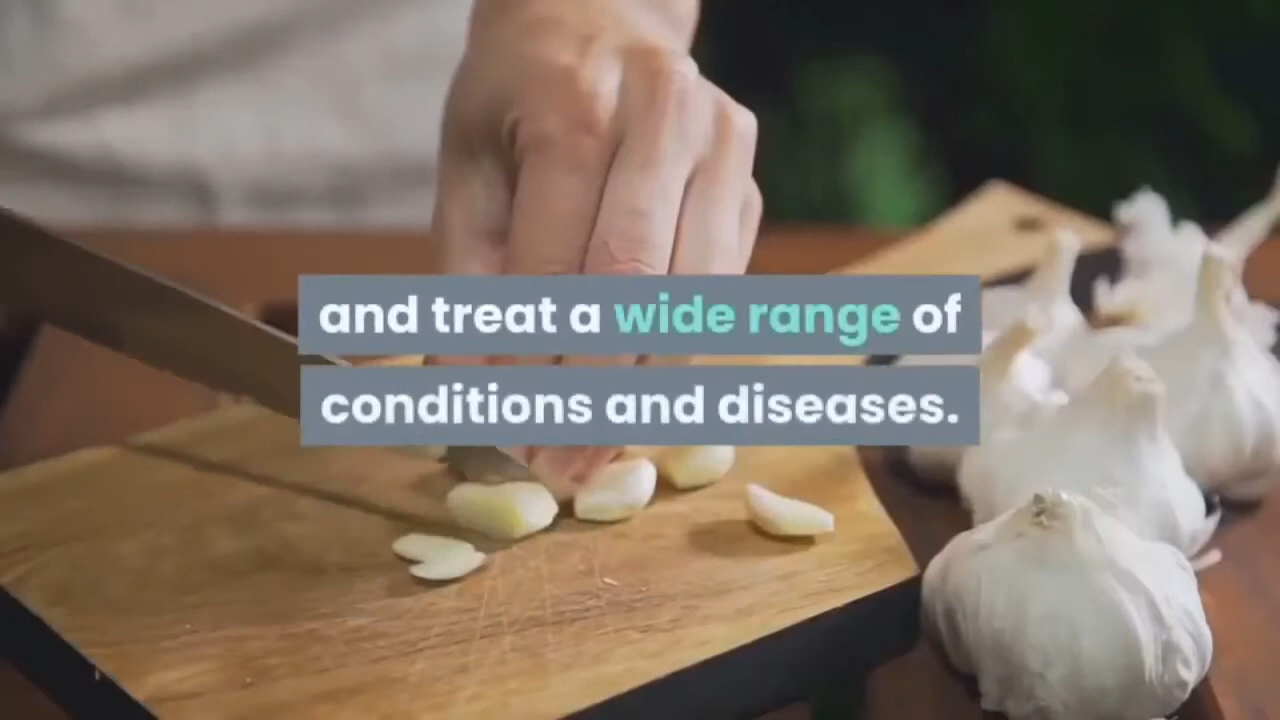 and treat a wide range of
conditions and diseases.